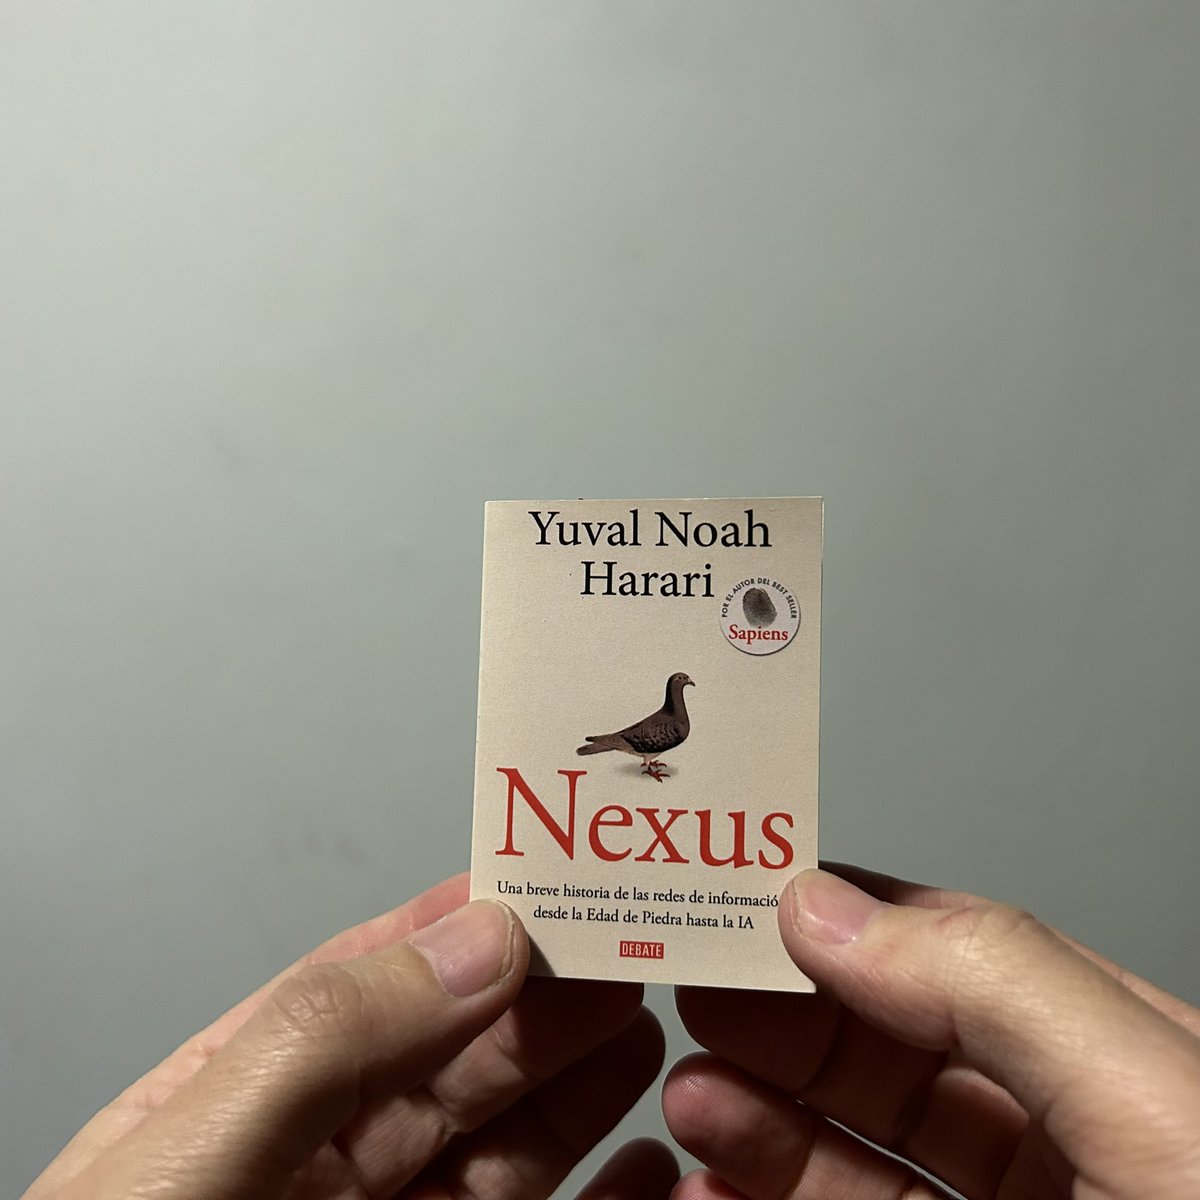 Yuval Noah
Harari
POR EL AUTOR DEL BEST SELLER
Sapiens
Nexus
Una breve historia de las redes de informació
desde la Edad de Piedra hasta la IA
DEBATE